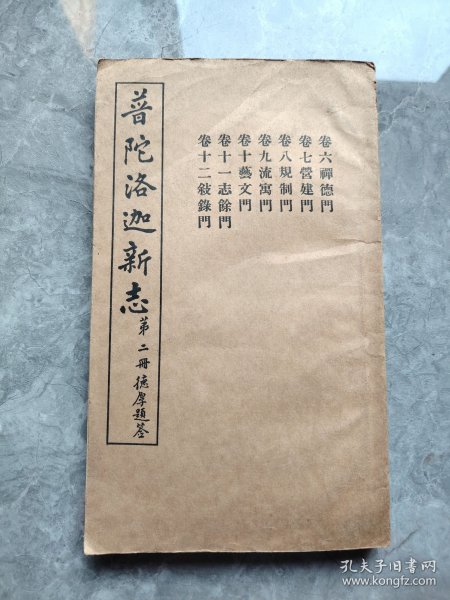 卷六禪德門
卷七營建門
卷八規制門
卷九流寓門
卷十藝文門
卷十一志餘門
卷十二敍錄門
普陀洛迦新志
第二冊德厚題簽
孔夫子旧书网
www.kongfz.com